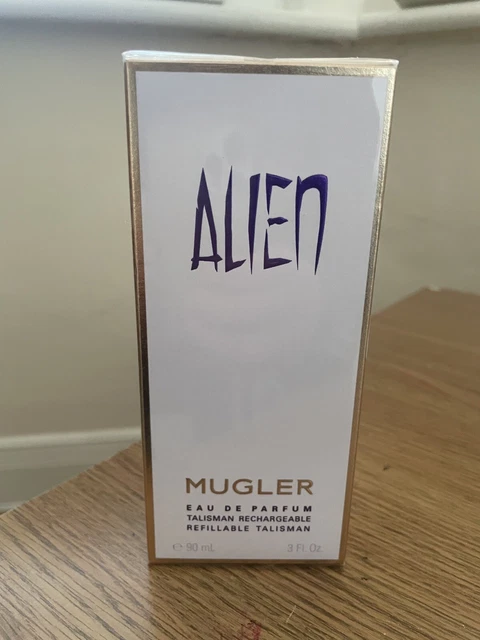 ALIEN
MUGLER
EAU DE PARFUM
TALISMAN RECHARGEABLE
REFILLABLE TALISMAN
℮ 90 mL 3 Fl. Oz.